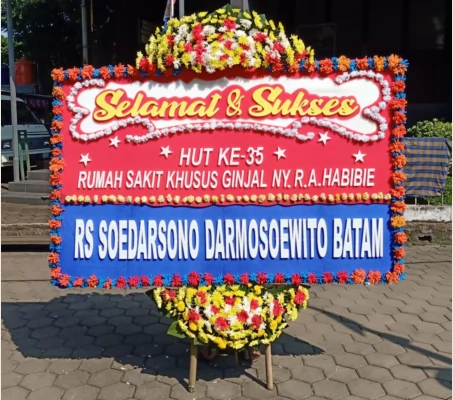 Selamat & Sukses
HUT KE-35
RUMAH SAKIT KHUSUS GINJAL NY. R.A. HABIBIE
RS SOEDARSONO DARMOSOEWITO BATAM